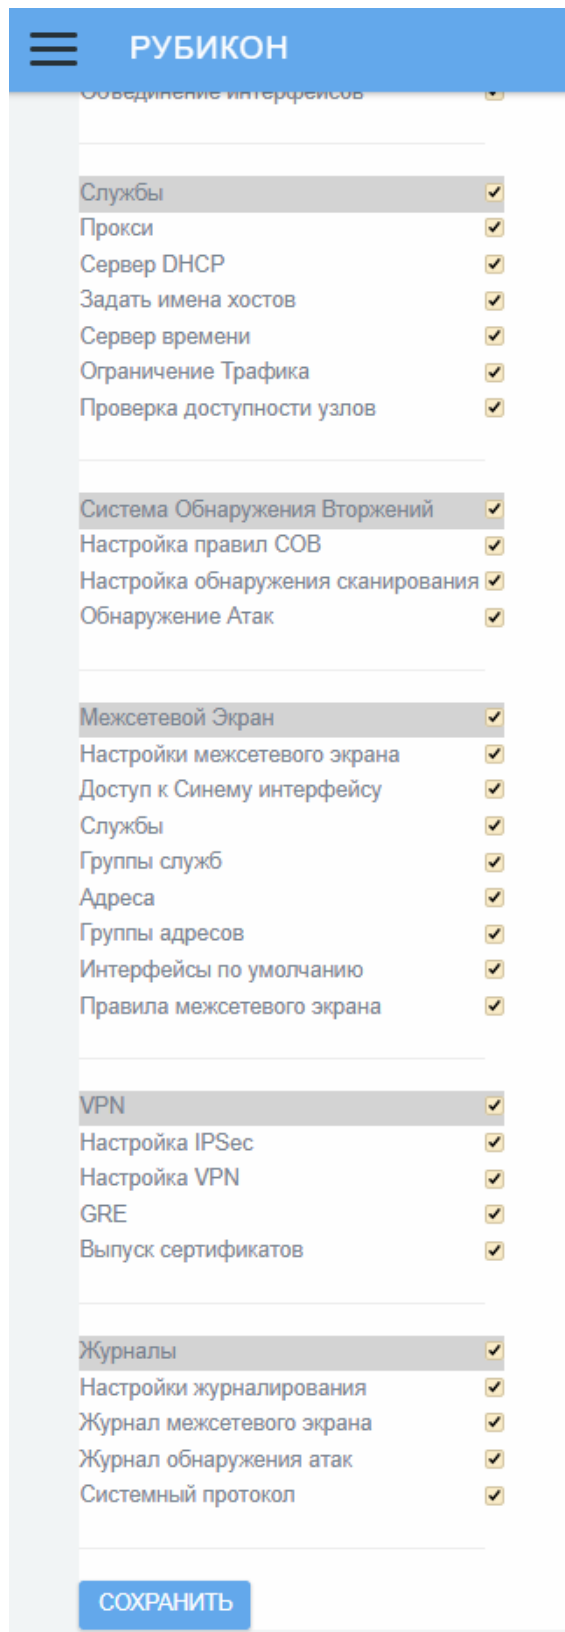 РУБИКОН
Объединение интерфейсов
Службы
Прокси
Сервер DHCP
Задать имена хостов
Сервер времени
Ограничение Трафика
Проверка доступности узлов
Система Обнаружения Вторжений
Настройка правил СОВ
Настройка обнаружения сканирования
Обнаружение Атак
Межсетевой Экран
Настройки межсетевого экрана
Доступ к Синему интерфейсу
Службы
Группы служб
Адреса
Группы адресов
Интерфейсы по умолчанию
Правила межсетевого экрана
VPN
Настройка IPSec
Настройка VPN
GRE
Выпуск сертификатов
Журналы
Настройки журналирования
Журнал межсетевого экрана
Журнал обнаружения атак
Системный протокол
СОХРАНИТЬ